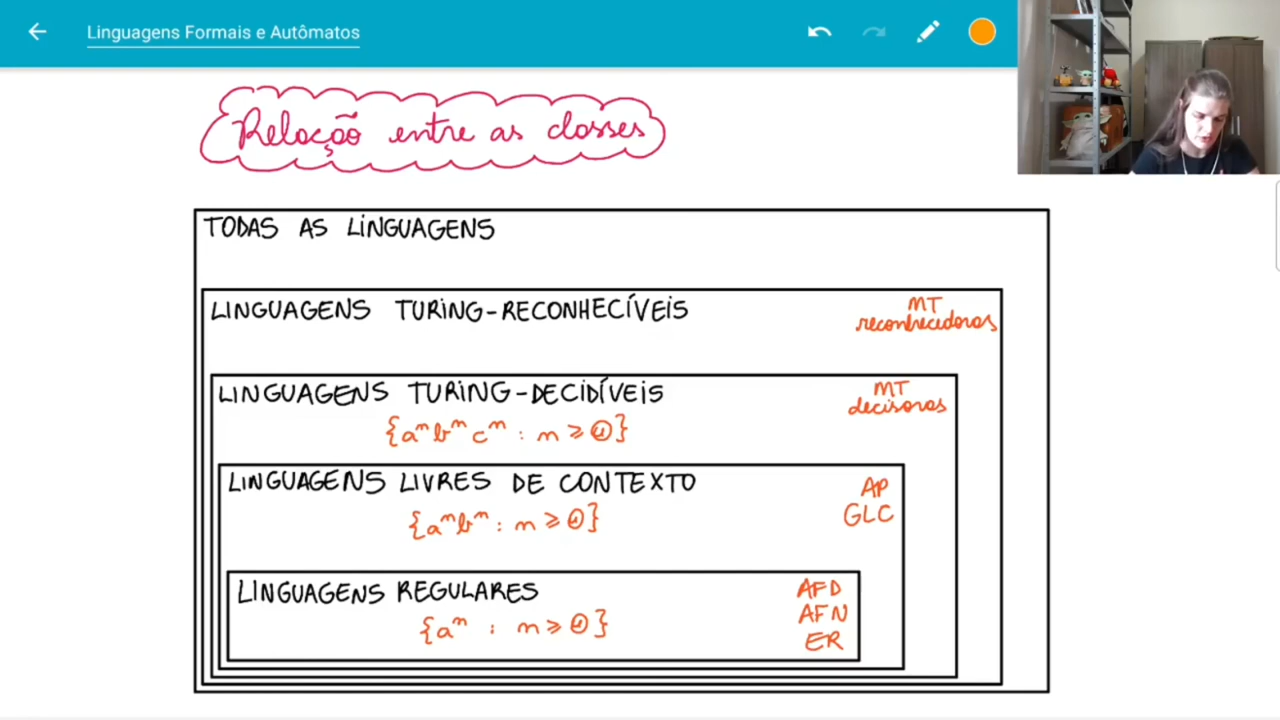 Linguagens Formais e Autômatos
Relação entre as classes
TODAS AS LINGUAGENS
LINGUAGENS TURING-RECONHECÍVEIS
MT
reconhecedoras
LINGUAGENS TURING-DECIDÍVEIS
MT
decisoras
{aⁿbⁿcⁿ : n ≥ 0}
LINGUAGENS LIVRES DE CONTEXTO
AP
GLC
{aⁿbⁿ : n ≥ 0}
LINGUAGENS REGULARES
AFD
AFN
ER
{aⁿ : n ≥ 0}